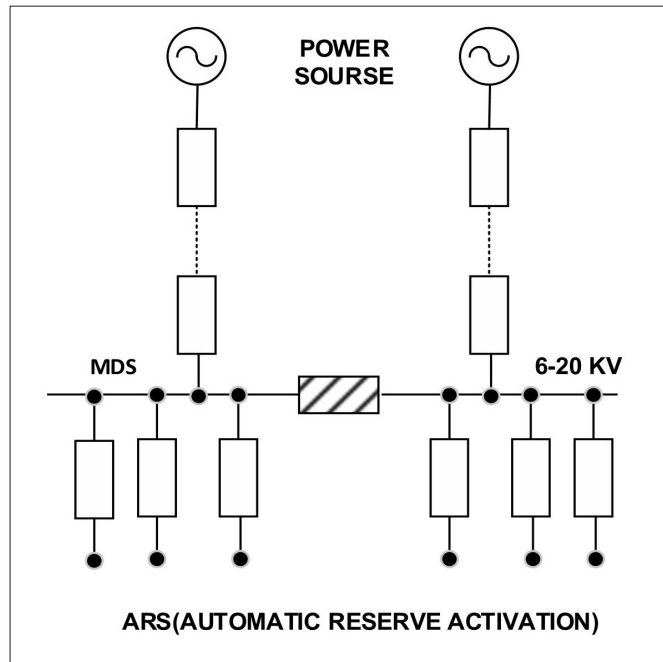 POWER
SOURSE
MDS
6-20 KV
ARS(AUTOMATIC RESERVE ACTIVATION)